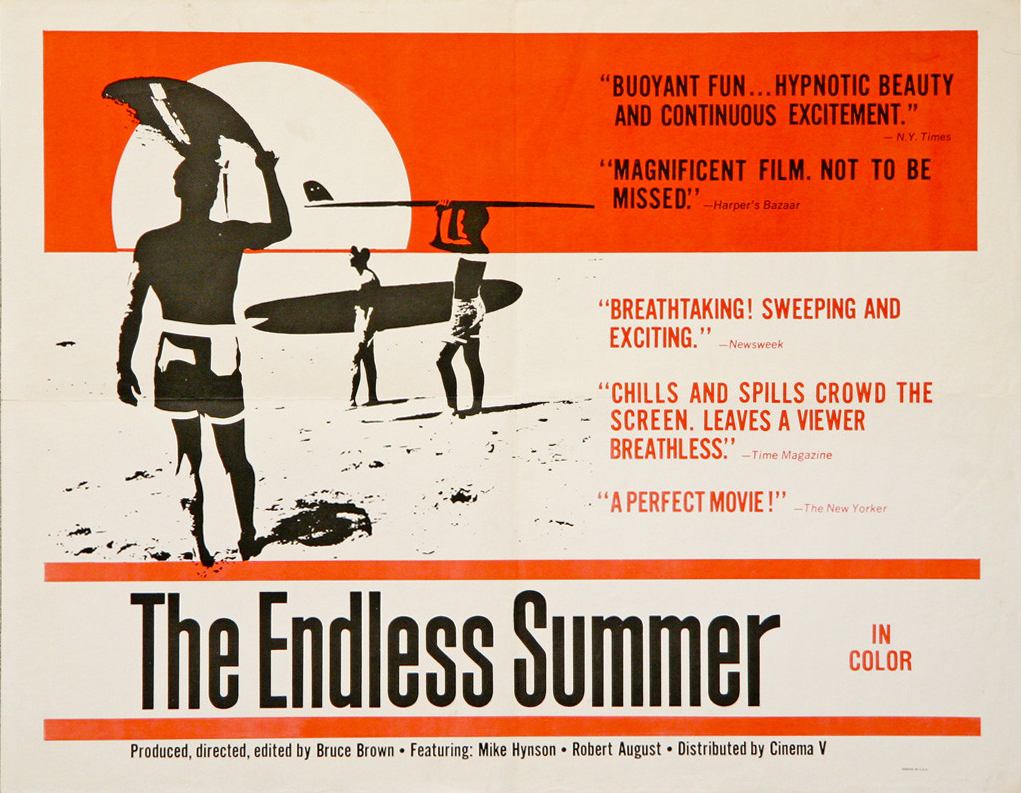 “BUOYANT FUN...HYPNOTIC BEAUTY
AND CONTINUOUS EXCITEMENT.”
— N.Y. Times
“MAGNIFICENT FILM. NOT TO BE
MISSED.” —Harper's Bazaar
“BREATHTAKING! SWEEPING AND
EXCITING.” —Newsweek
“CHILLS AND SPILLS CROWD THE
SCREEN. LEAVES A VIEWER
BREATHLESS.” —Time Magazine
“A PERFECT MOVIE!” —The New Yorker
The Endless Summer
IN
COLOR
Produced, directed, edited by Bruce Brown • Featuring: Mike Hynson • Robert August • Distributed by Cinema V